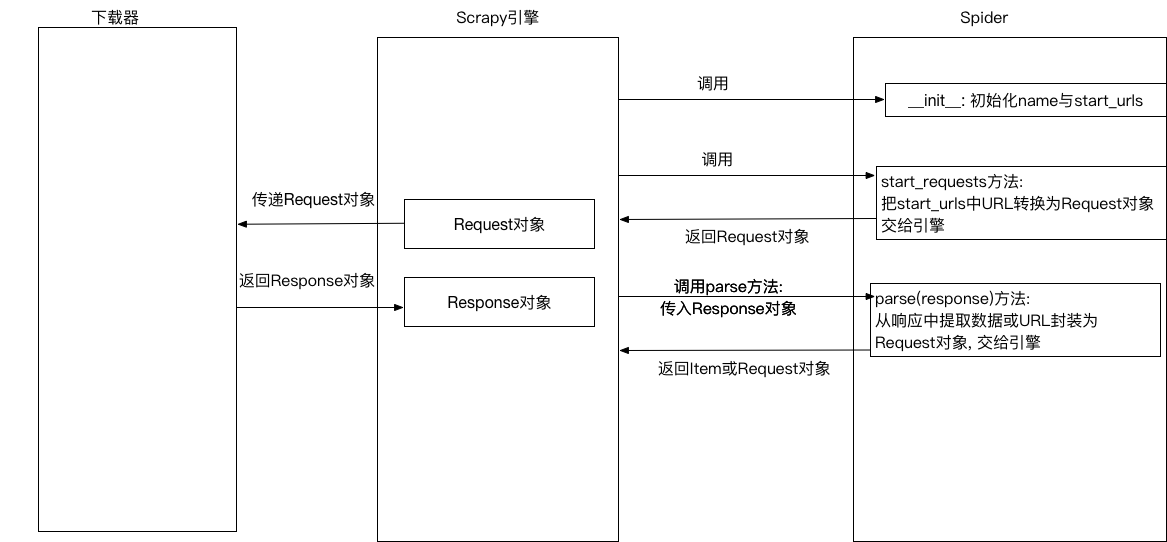 下载器
Scrapy引擎
Spider
调用
__init__: 初始化name与start_urls
调用
start_requests方法:
把start_urls中URL转换为Request对象
交给引擎
传递Request对象
Request对象
返回Request对象
返回Response对象
Response对象
调用parse方法:
传入Response对象
parse(response)方法:
从响应中提取数据或URL封装为
Request对象, 交给引擎
返回Item或Request对象